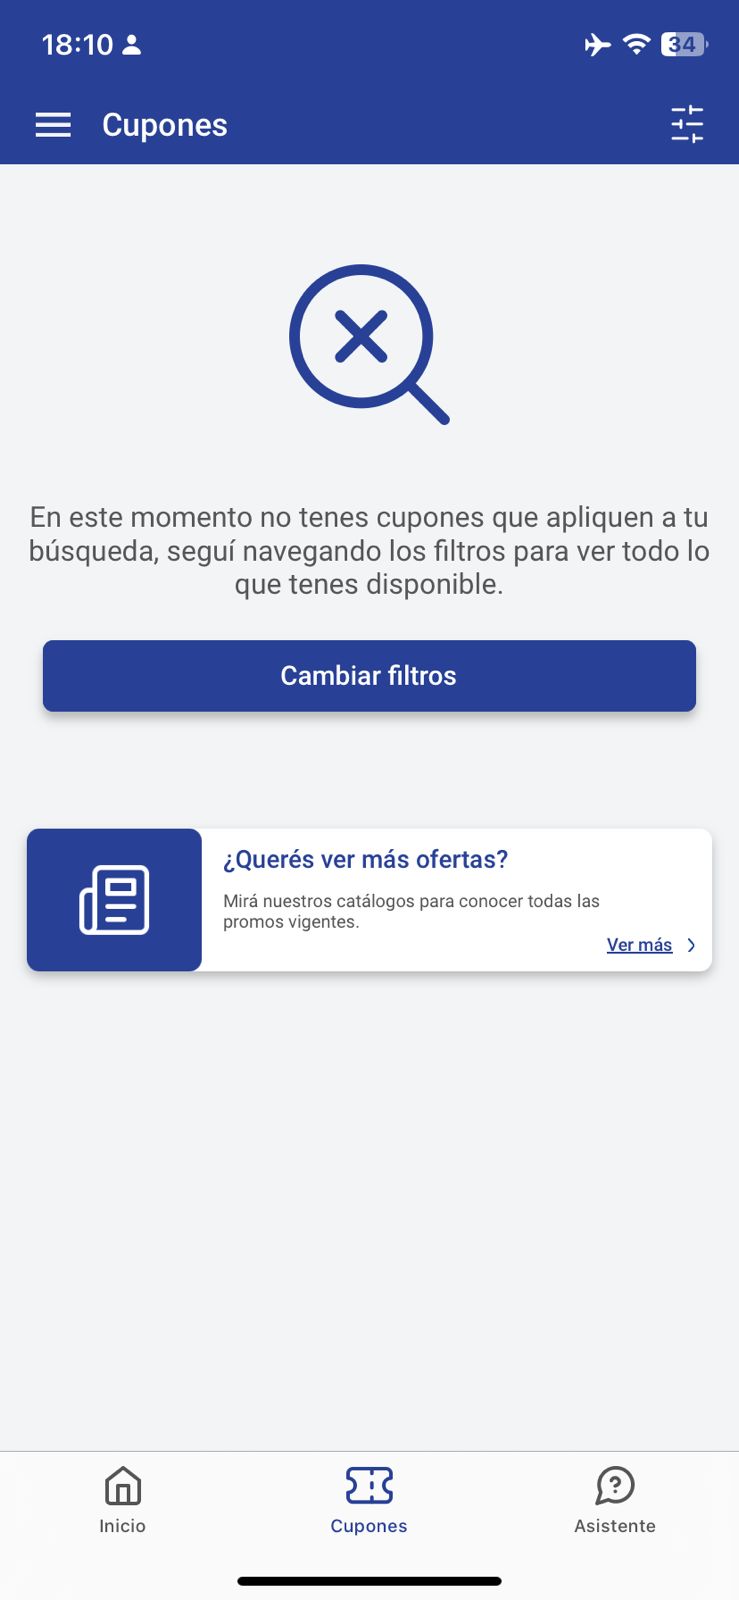 18:10
34
Cupones
En este momento no tenes cupones que apliquen a tu
búsqueda, seguí navegando los filtros para ver todo lo
que tenes disponible.
Cambiar filtros
¿Querés ver más ofertas?
Mirá nuestros catálogos para conocer todas las
promos vigentes.
Ver más
Inicio
Cupones
Asistente